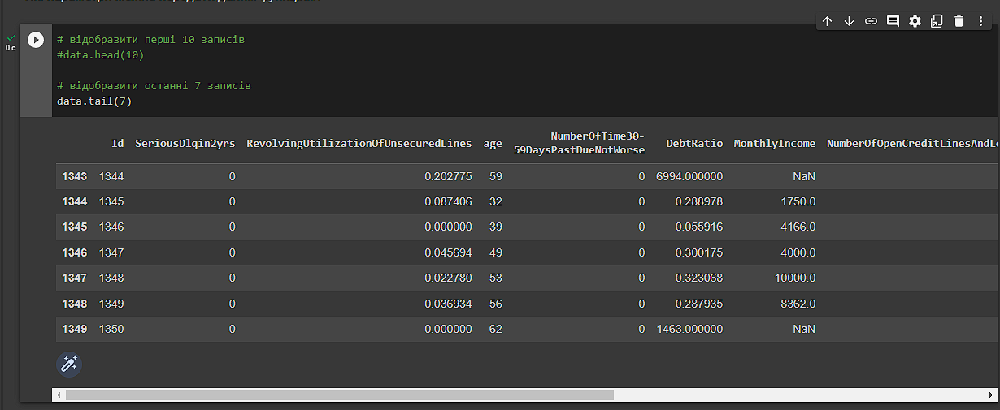 # відобразити перші 10 записів
0с
#data.head(10)
# відобразити останні 7 записів
data.tail(7)
Id SeriousDlqin2yrs RevolvingUtilizationOfUnsecuredLines age NumberOfTime30-59DaysPastDueNotWorse DebtRatio MonthlyIncome
1343 1344 0 0.202775 59 0 6994.000000 NaN
1344 1345 0 0.087406 32 0 0.288978 1750.0
1345 1346 0 0.000000 39 0 0.055916 4166.0
1346 1347 0 0.045694 49 0 0.300175 4000.0
1347 1348 0 0.022780 53 0 0.323068 10000.0
1348 1349 0 0.036934 56 0 0.287935 8362.0
1349 1350 0 0.000000 62 0 1463.000000 NaN